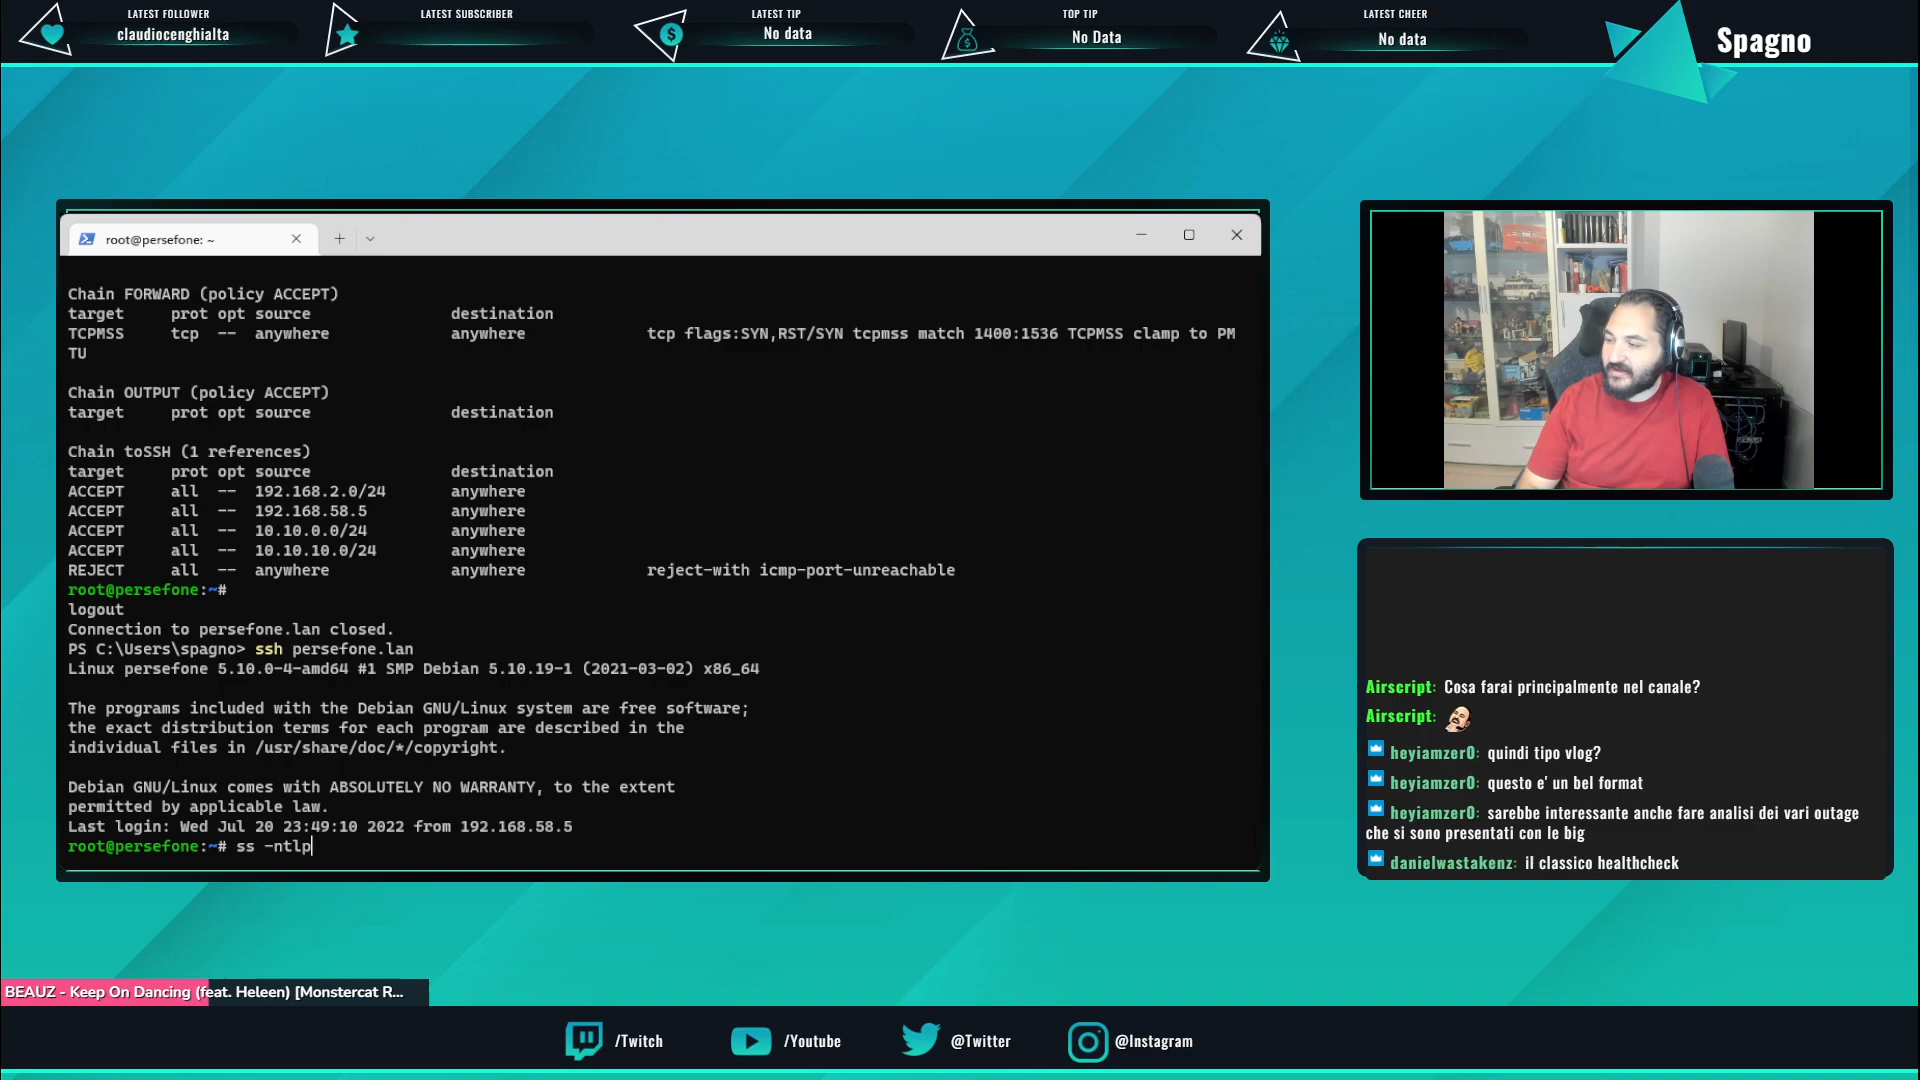 LATEST FOLLOWER
claudiocenghialta
LATEST SUBSCRIBER
LATEST TIP
No data
TOP TIP
No Data
LATEST CHEER
No data
Spagno
root@persefone: ~
Chain FORWARD (policy ACCEPT)
target     prot opt source               destination
TCPMSS     tcp  --  anywhere             anywhere             tcp flags:SYN,RST/SYN tcpmss match 1400:1536 TCPMSS clamp to PM
TU
Chain OUTPUT (policy ACCEPT)
target     prot opt source               destination
Chain toSSH (1 references)
target     prot opt source               destination
ACCEPT     all  --  192.168.2.0/24       anywhere
ACCEPT     all  --  192.168.58.5         anywhere
ACCEPT     all  --  10.10.0.0/24         anywhere
ACCEPT     all  --  10.10.10.0/24        anywhere
REJECT     all  --  anywhere             anywhere             reject-with icmp-port-unreachable
root@persefone:~#
logout
Connection to persefone.lan closed.
PS C:\Users\spagno> ssh persefone.lan
Linux persefone 5.10.0-4-amd64 #1 SMP Debian 5.10.19-1 (2021-03-02) x86_64
The programs included with the Debian GNU/Linux system are free software;
the exact distribution terms for each program are described in the
individual files in /usr/share/doc/*/copyright.
Debian GNU/Linux comes with ABSOLUTELY NO WARRANTY, to the extent
permitted by applicable law.
Last login: Wed Jul 20 23:49:10 2022 from 192.168.58.5
root@persefone:~# ss -ntlp
Airscript: Cosa farai principalmente nel canale?
Airscript:
heyiamzer0: quindi tipo vlog?
heyiamzer0: questo e' un bel format
heyiamzer0: sarebbe interessante anche fare analisi dei vari outage
che si sono presentati con le big
danielwastakenz: il classico healthcheck
BEAUZ - Keep On Dancing (feat. Heleen) [Monstercat R...
/Twitch
/Youtube
@Twitter
@Instagram